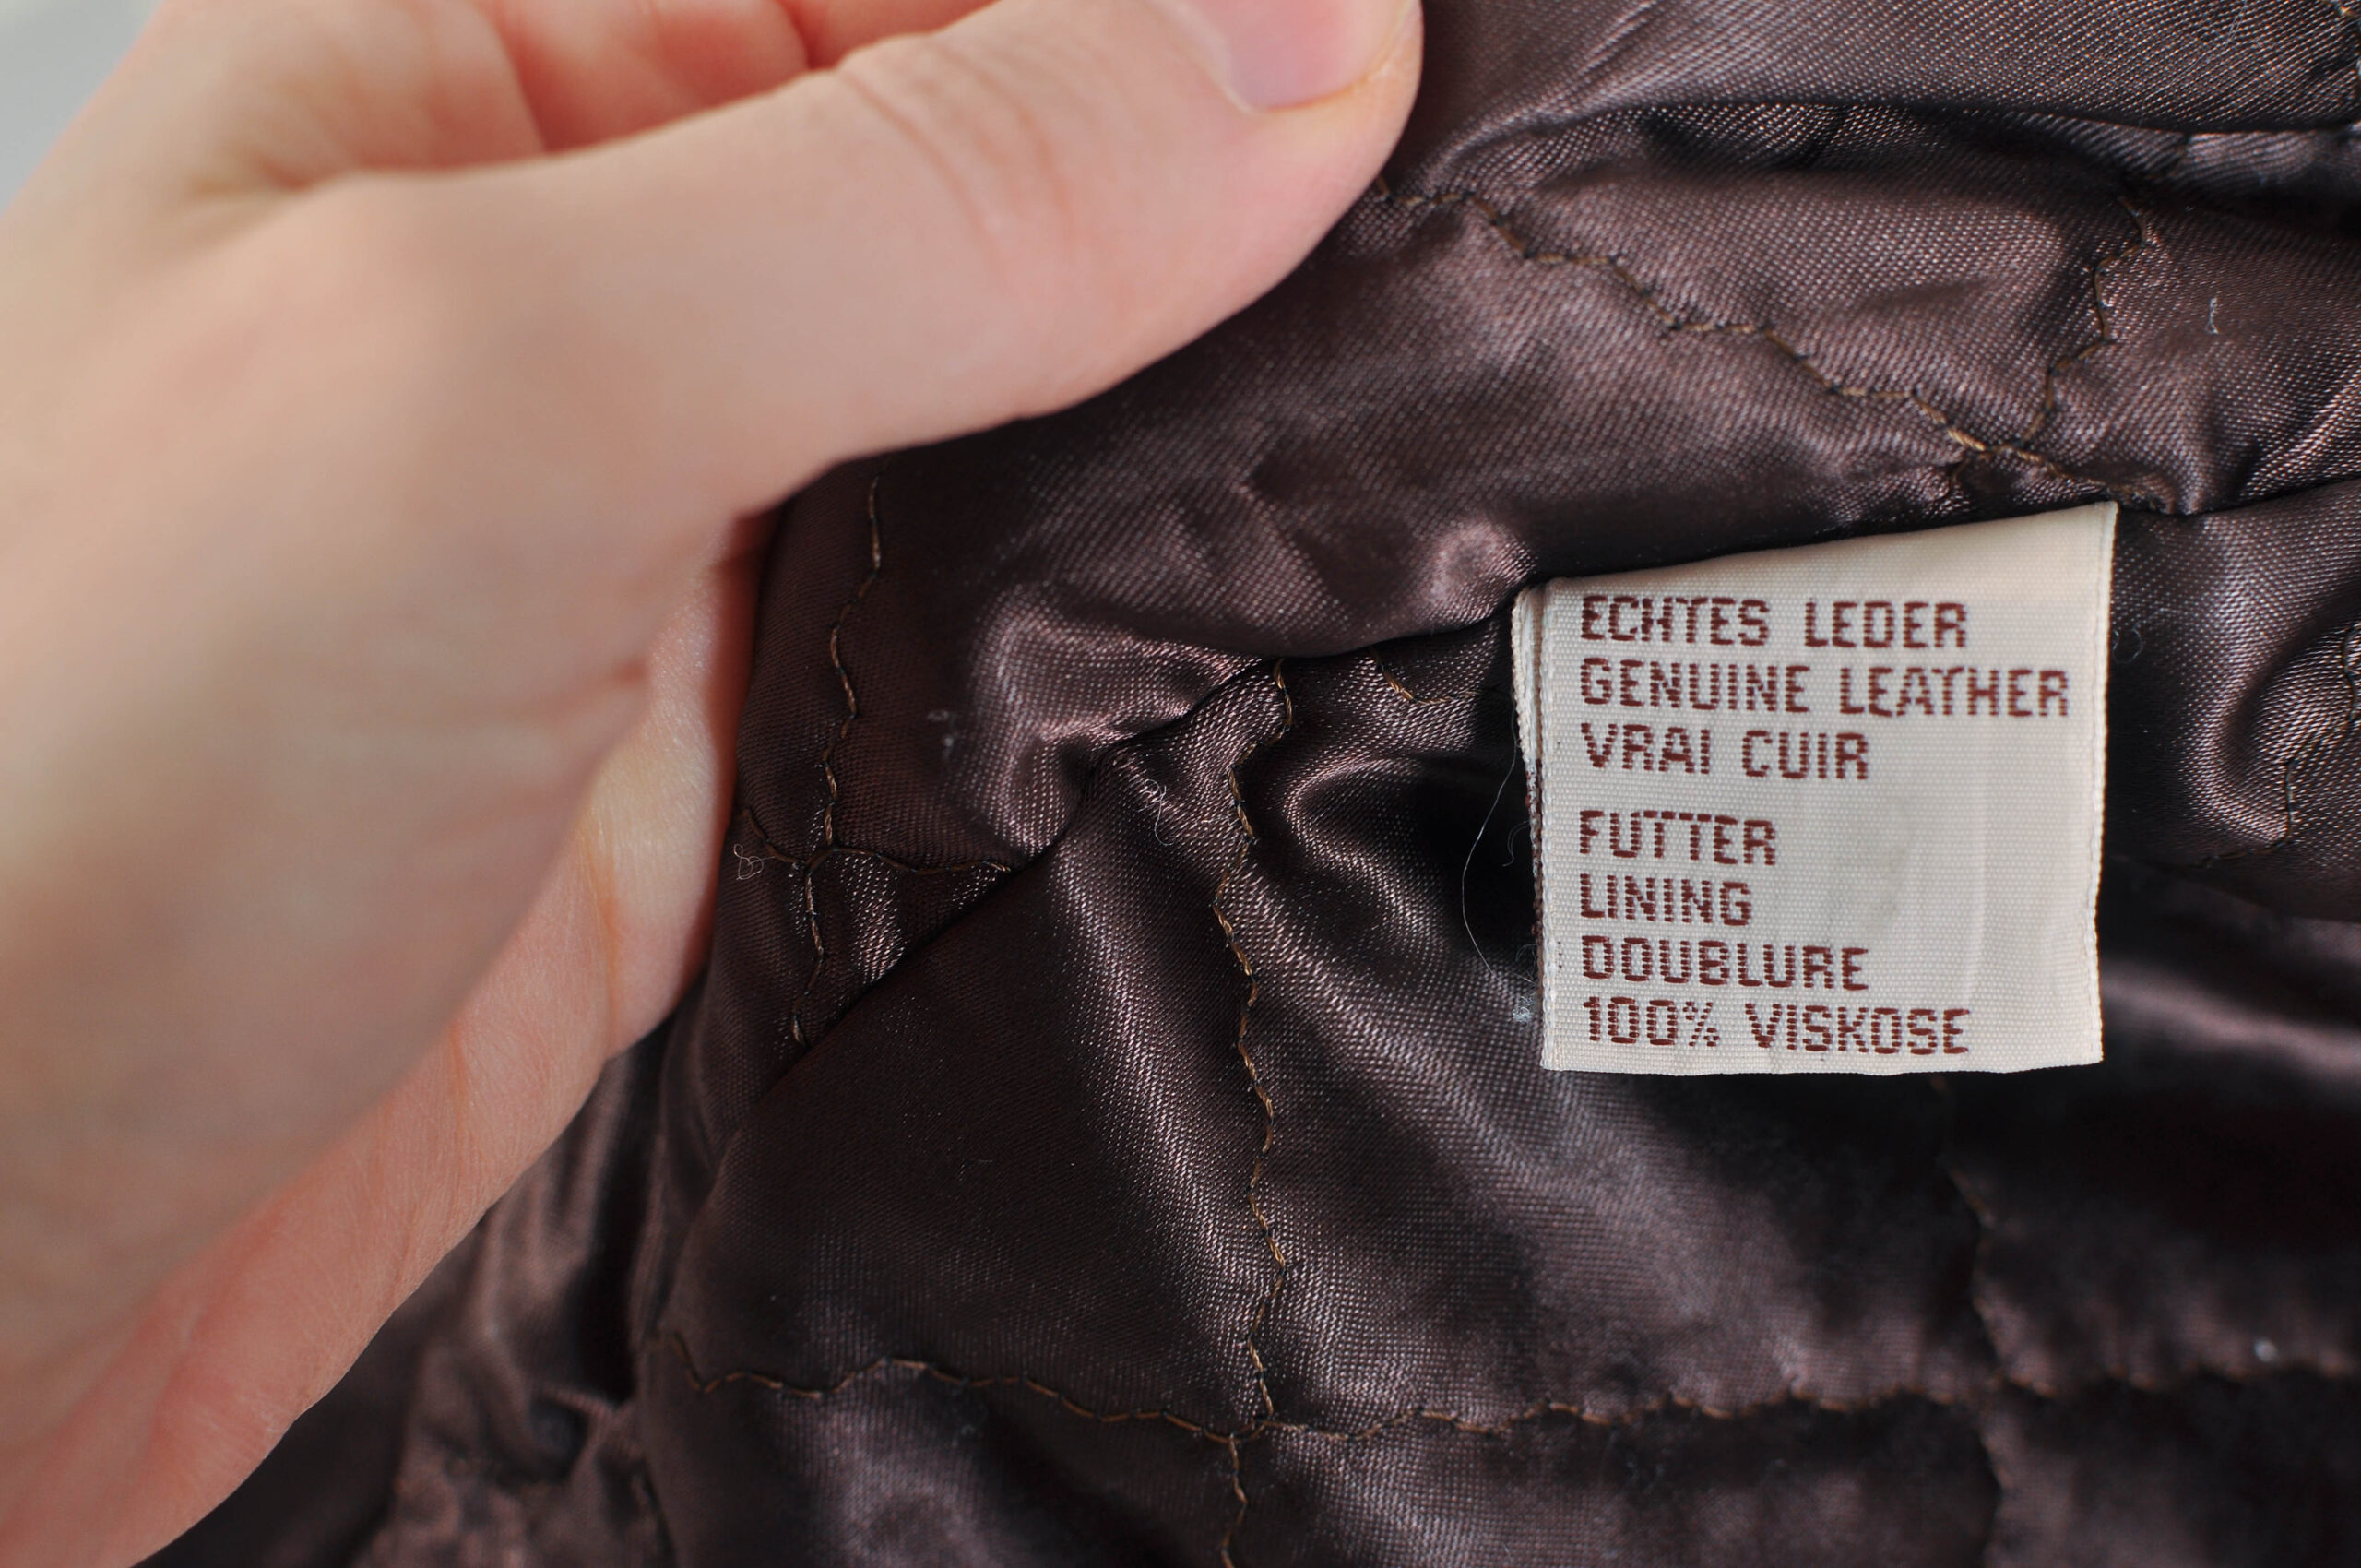 ECHTES LEDER
GENUINE LEATHER
VRAI CUIR
FUTTER
LINING
DOUBLURE
100% VISKOSE